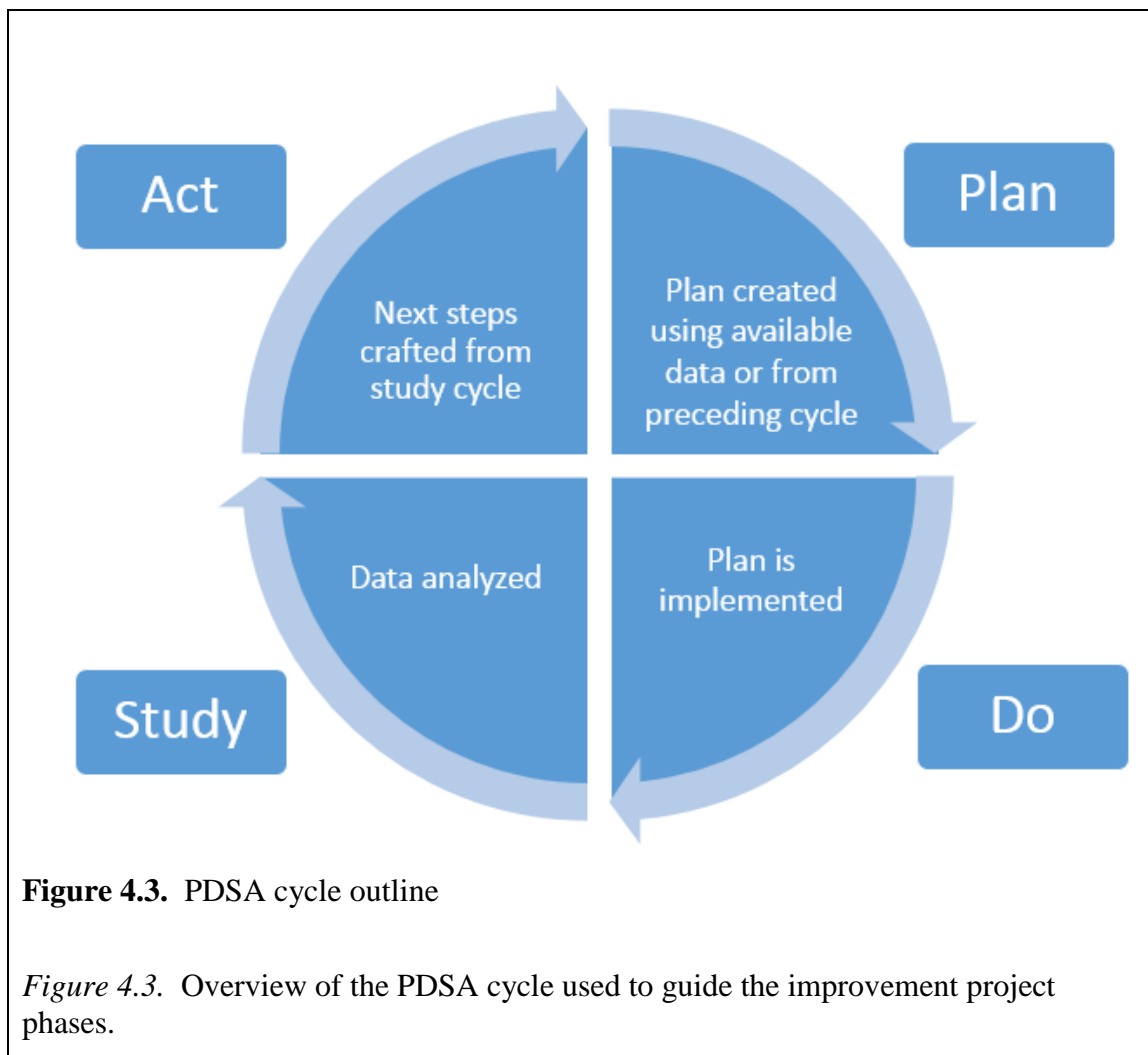 Act
Plan
Next steps
crafted from
study cycle
Plan created
using available
data or from
preceding cycle
Data analyzed
Plan is
implemented
Study
Do
Figure 4.3. PDSA cycle outline
Figure 4.3. Overview of the PDSA cycle used to guide the improvement project
phases.